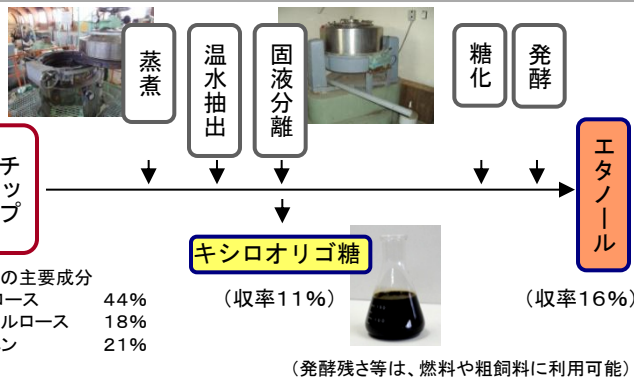 蒸煮
温水抽出
固液分離
糖化
発酵
チップ
エタノール
キシロオリゴ糖
の主要成分
ロース 44%
ルロース 18%
ン 21%
(収率11%)
(収率16%)
(発酵残さ等は、燃料や粗飼料に利用可能)